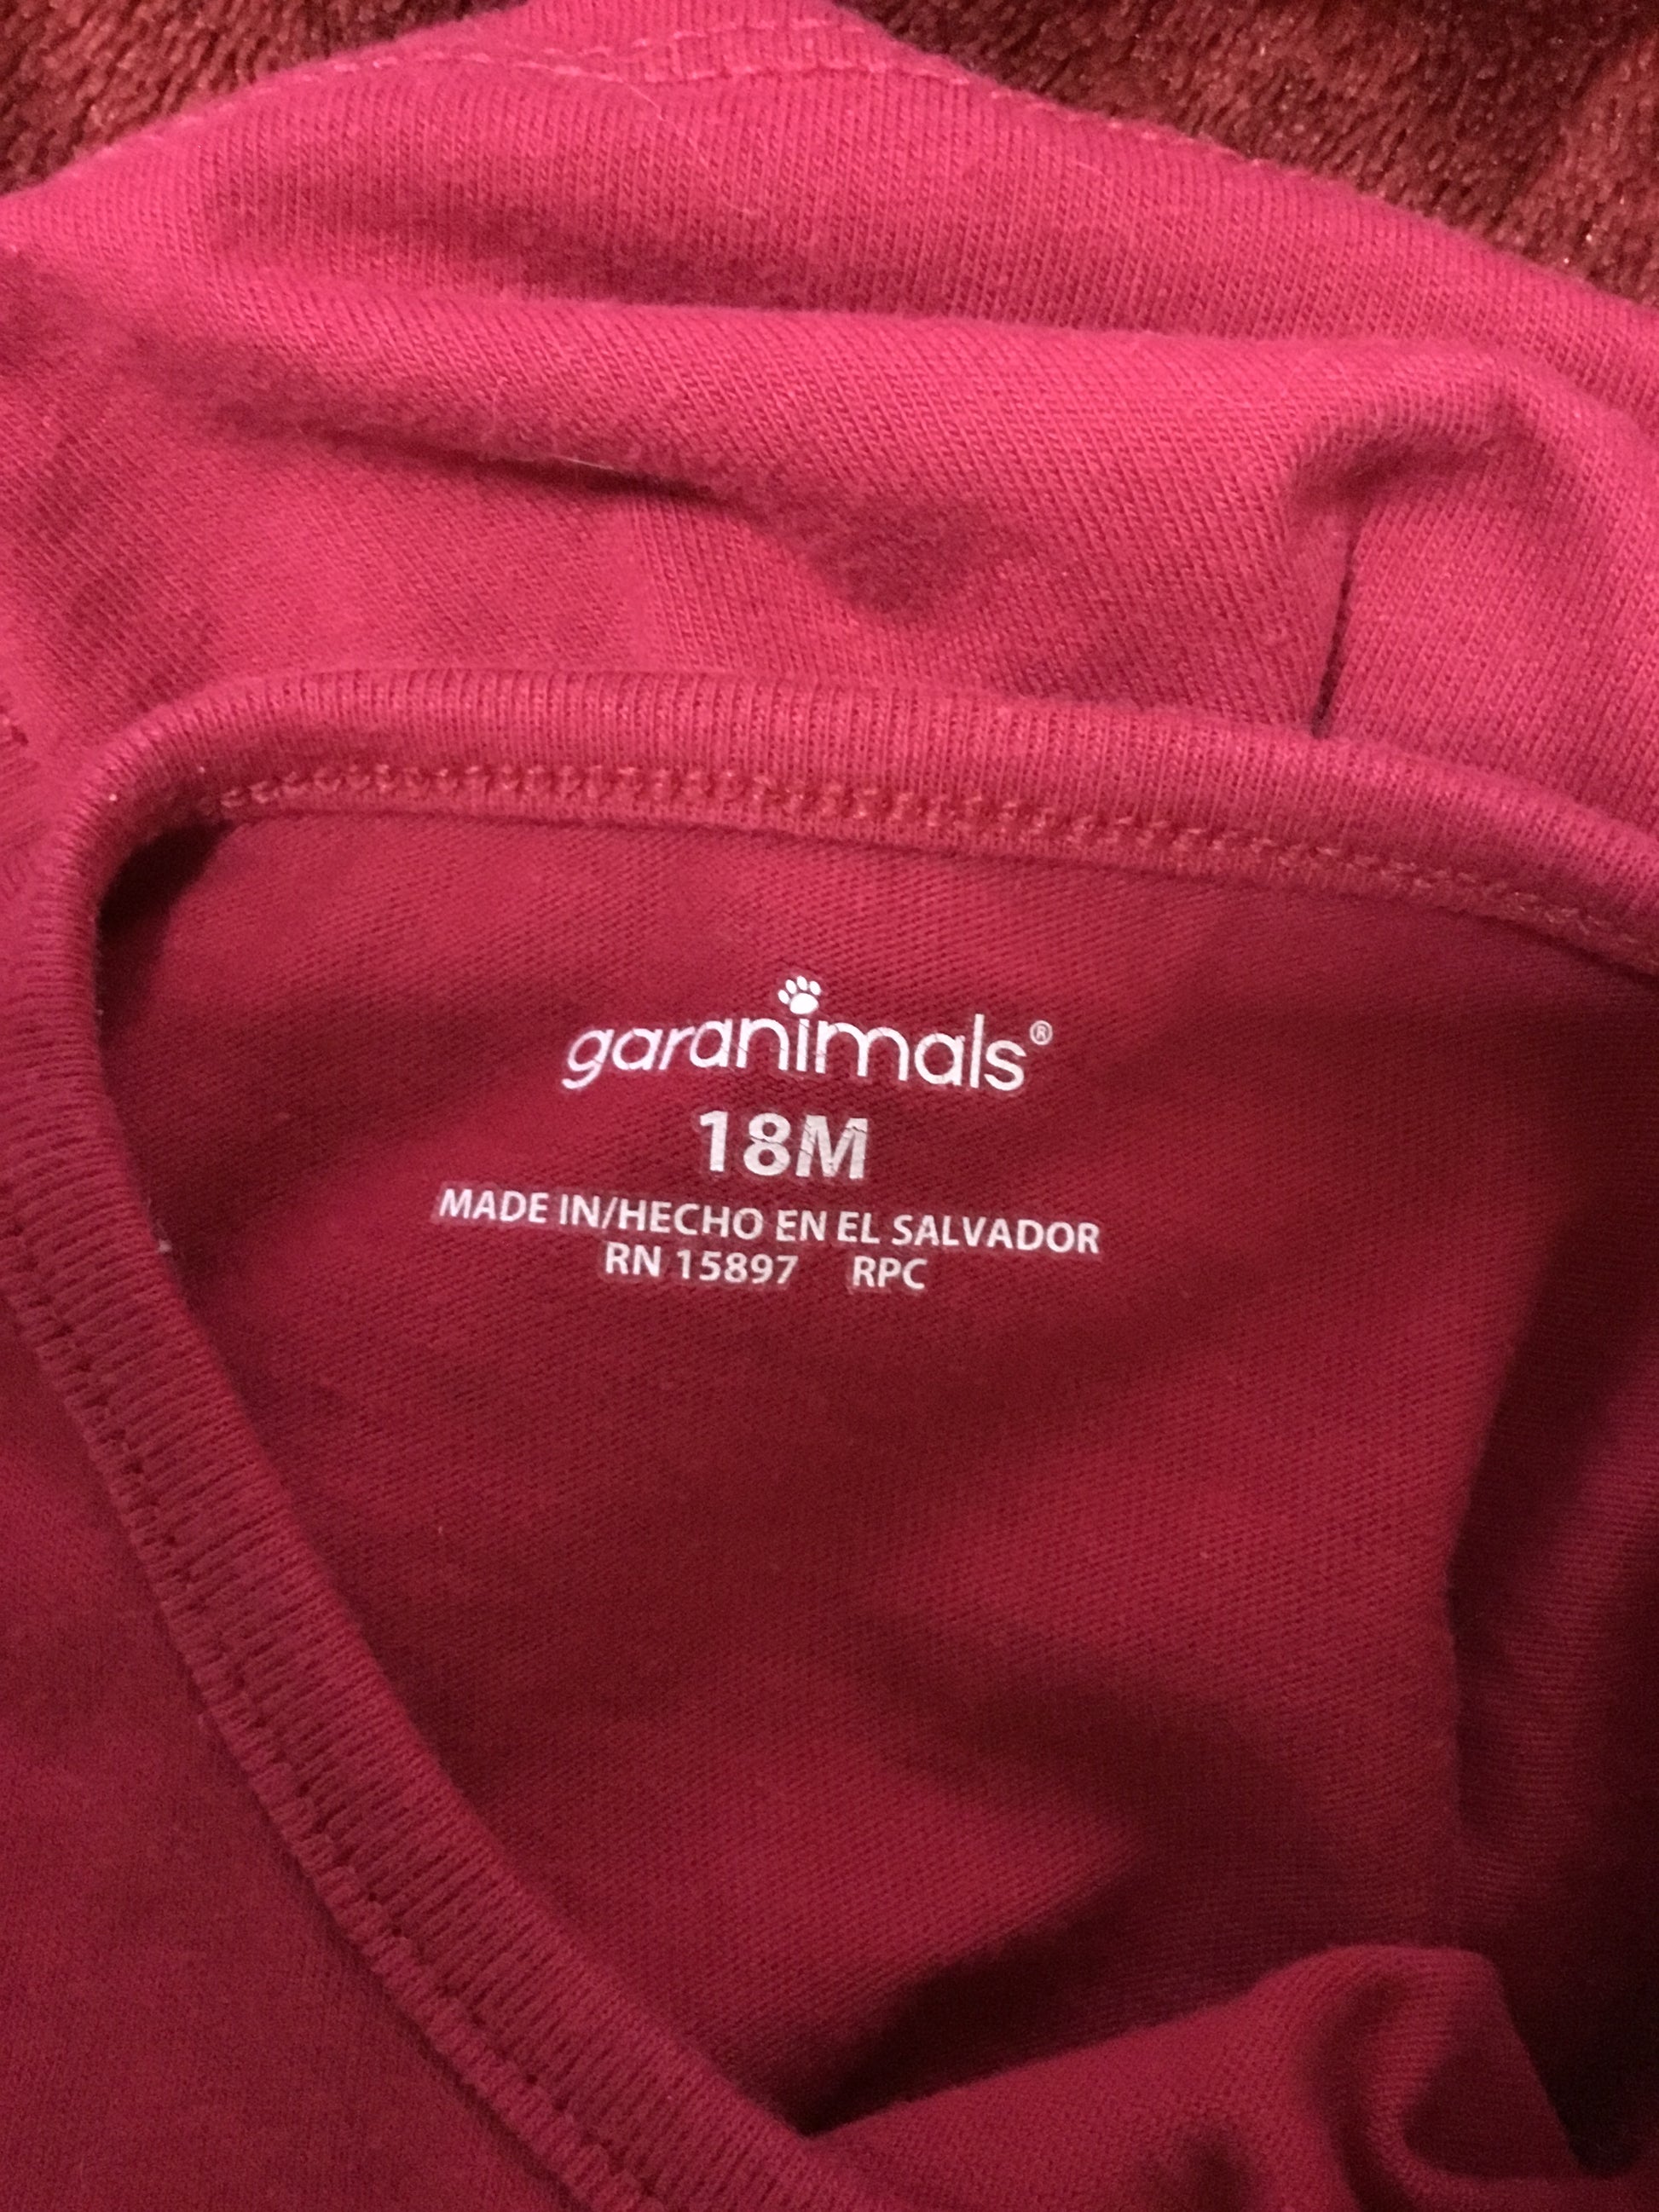 garanimals®
18M
MADE IN/HECHO EN EL SALVADOR
RN 15897 RPC